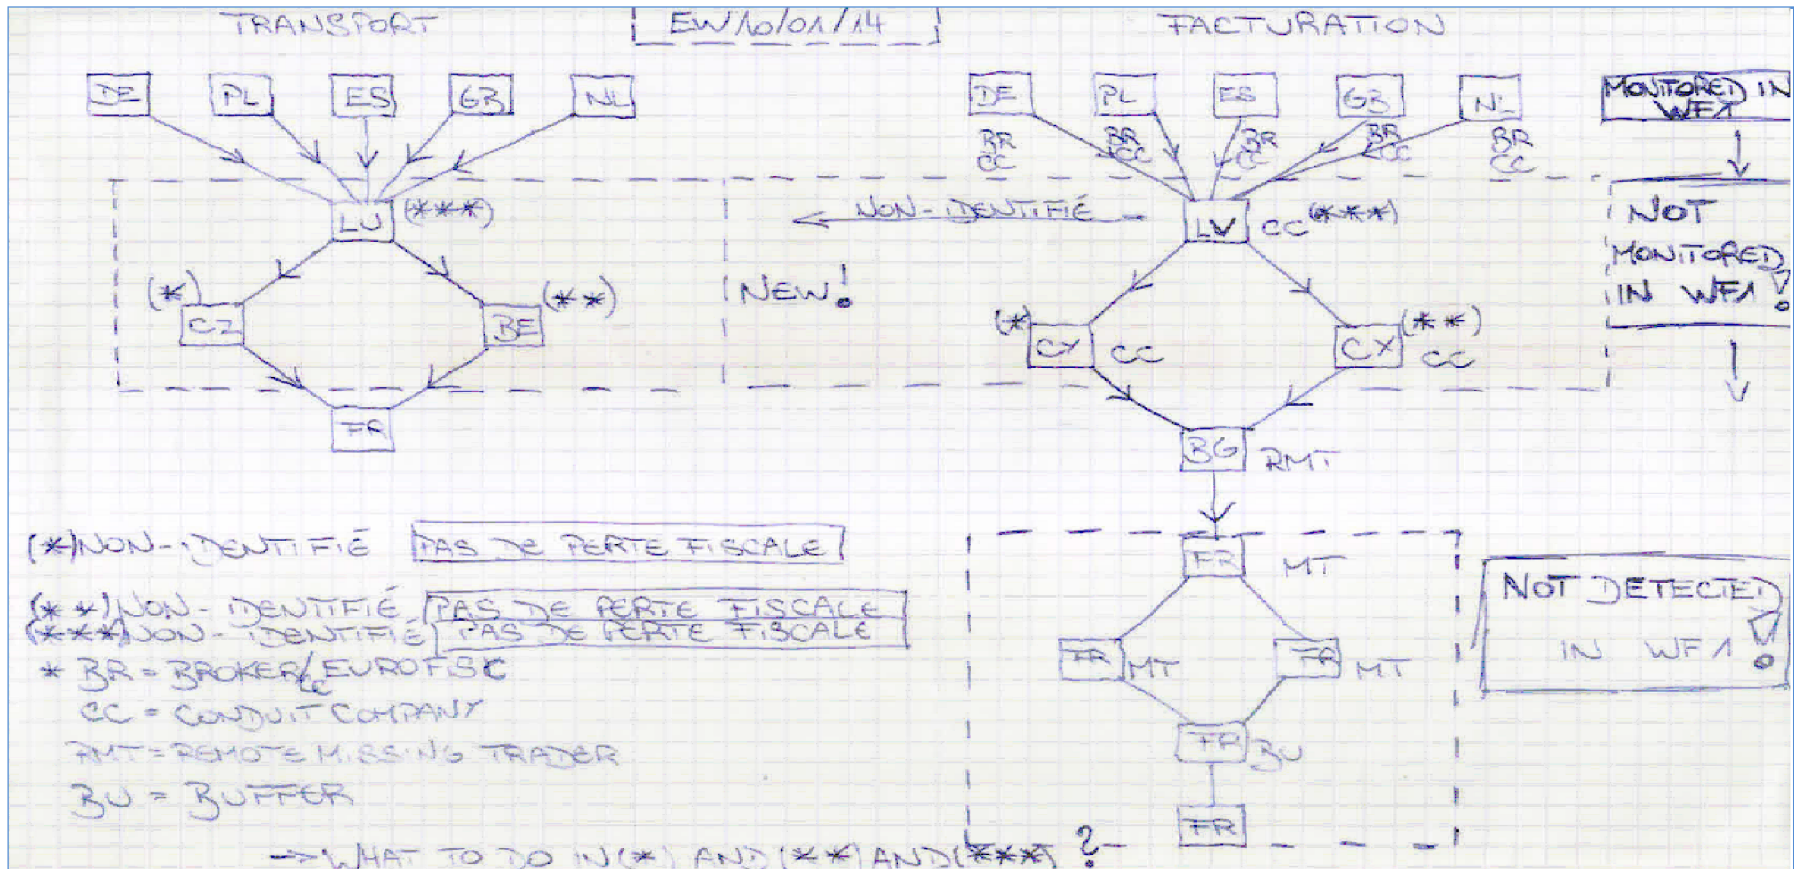 TRANSPORT
EW/10/01/14
FACTURATION
DE PL ES GB NL
DE PL ES GB NL
MONITORED IN
WF1
BR BR BR BR BR
CC CC CC CC CC
LU (***)
NON-IDENTIFIÉ
LV CC (***)
NOT
MONITORED
IN WF1!
NEW!
(*) (**)
CZ BE
(*) (**)
CY CC CX CC
FR
BG RMT
(*) NON-IDENTIFIÉ PAS DE PERTE FISCALE
(**) NON-IDENTIFIÉ PAS DE PERTE FISCALE
(***) NON-IDENTIFIÉ PAS DE PERTE FISCALE
* BR = BROKER/CC EUROFISC
CC = CONDUIT COMPANY
RMT = REMOTE MISSING TRADER
BU = BUFFER
FR MT
FR MT FR MT
FR BU
FR
NOT DETECTED
IN WF1!
-> WHAT TO DO IN (*) AND (**) AND (***) ?